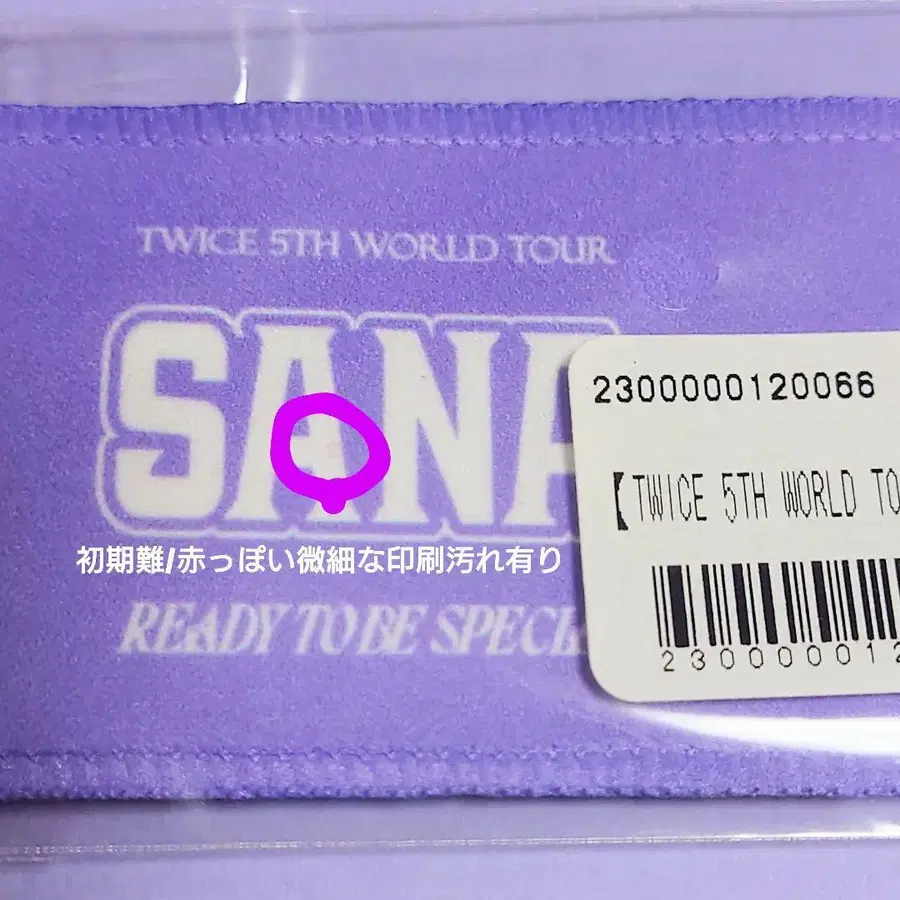 TWICE 5TH WORLD TOUR
SANA
2300000120066
【TWICE 5TH WORLD TO
初期難/赤っぽい微細な印刷汚れ有り
READY TO BE SPECI
23000001